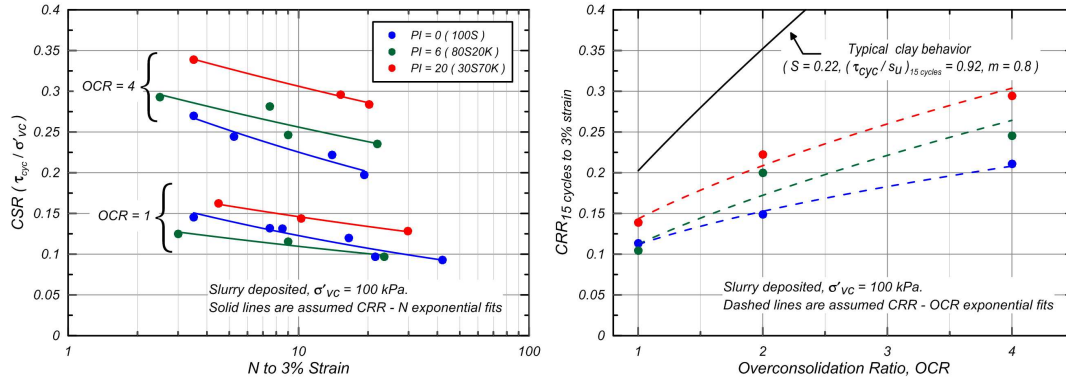 0.4
0.35
0.3
0.25
0.2
0.15
0.1
0.05
0
CSR ( τcyc / σ'vc )
PI = 0 ( 100S )
PI = 6 ( 80S20K )
PI = 20 ( 30S70K )
OCR = 4
OCR = 1
Slurry deposited, σ'vc = 100 kPa.
Solid lines are assumed CRR - N exponential fits
1 10 100
N to 3% Strain
0.4
0.35
0.3
0.25
0.2
0.15
0.1
0.05
0
CRR15 cycles to 3% strain
Typical clay behavior
( S = 0.22, ( τcyc / su )15 cycles = 0.92, m = 0.8 )
Slurry deposited, σ'vc = 100 kPa.
Dashed lines are assumed CRR - OCR exponential fits
1 2 3 4
Overconsolidation Ratio, OCR